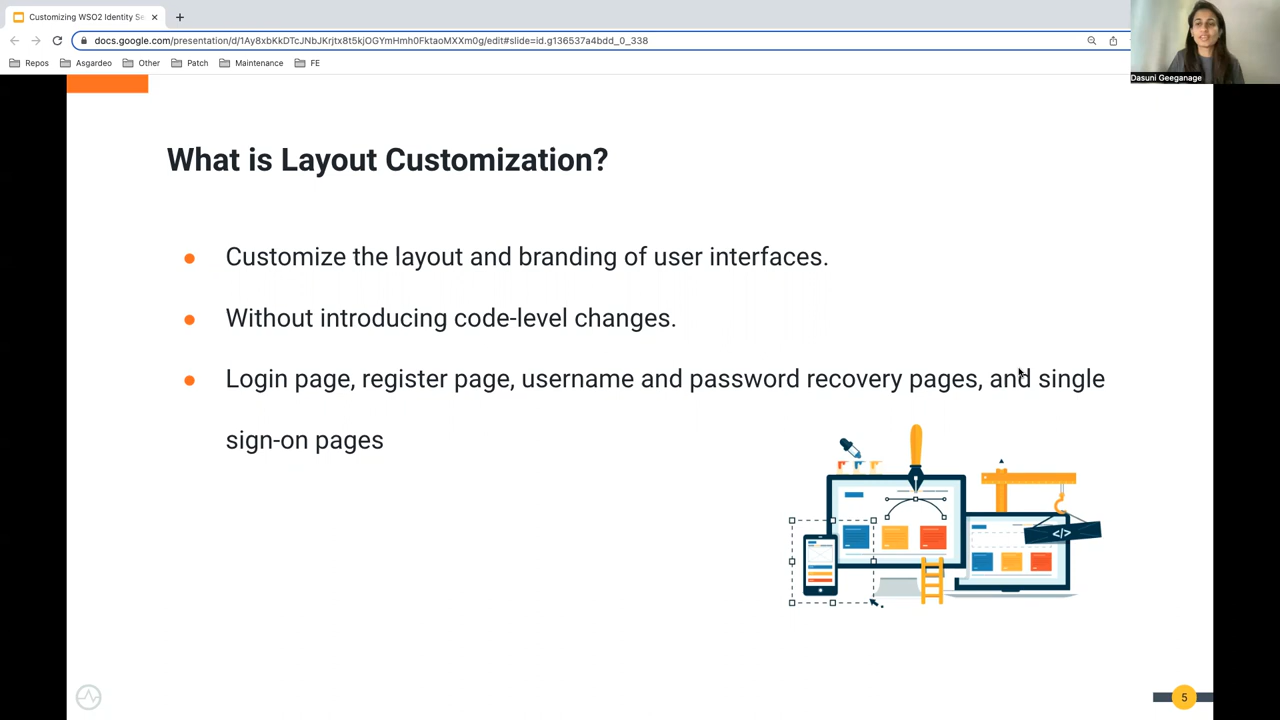 Customizing WSO2 Identity Se
docs.google.com/presentation/d/1Ay8xbKkDTcJNbJKrjtx8t5kjOGYmHmh0FktaoMXXm0g/edit#slide=id.g136537a4bdd_0_338
Repos Asgardeo Other Patch Maintenance FE
Dasuni Geeganage
What is Layout Customization?
Customize the layout and branding of user interfaces.
Without introducing code-level changes.
Login page, register page, username and password recovery pages, and single
sign-on pages
</>
5